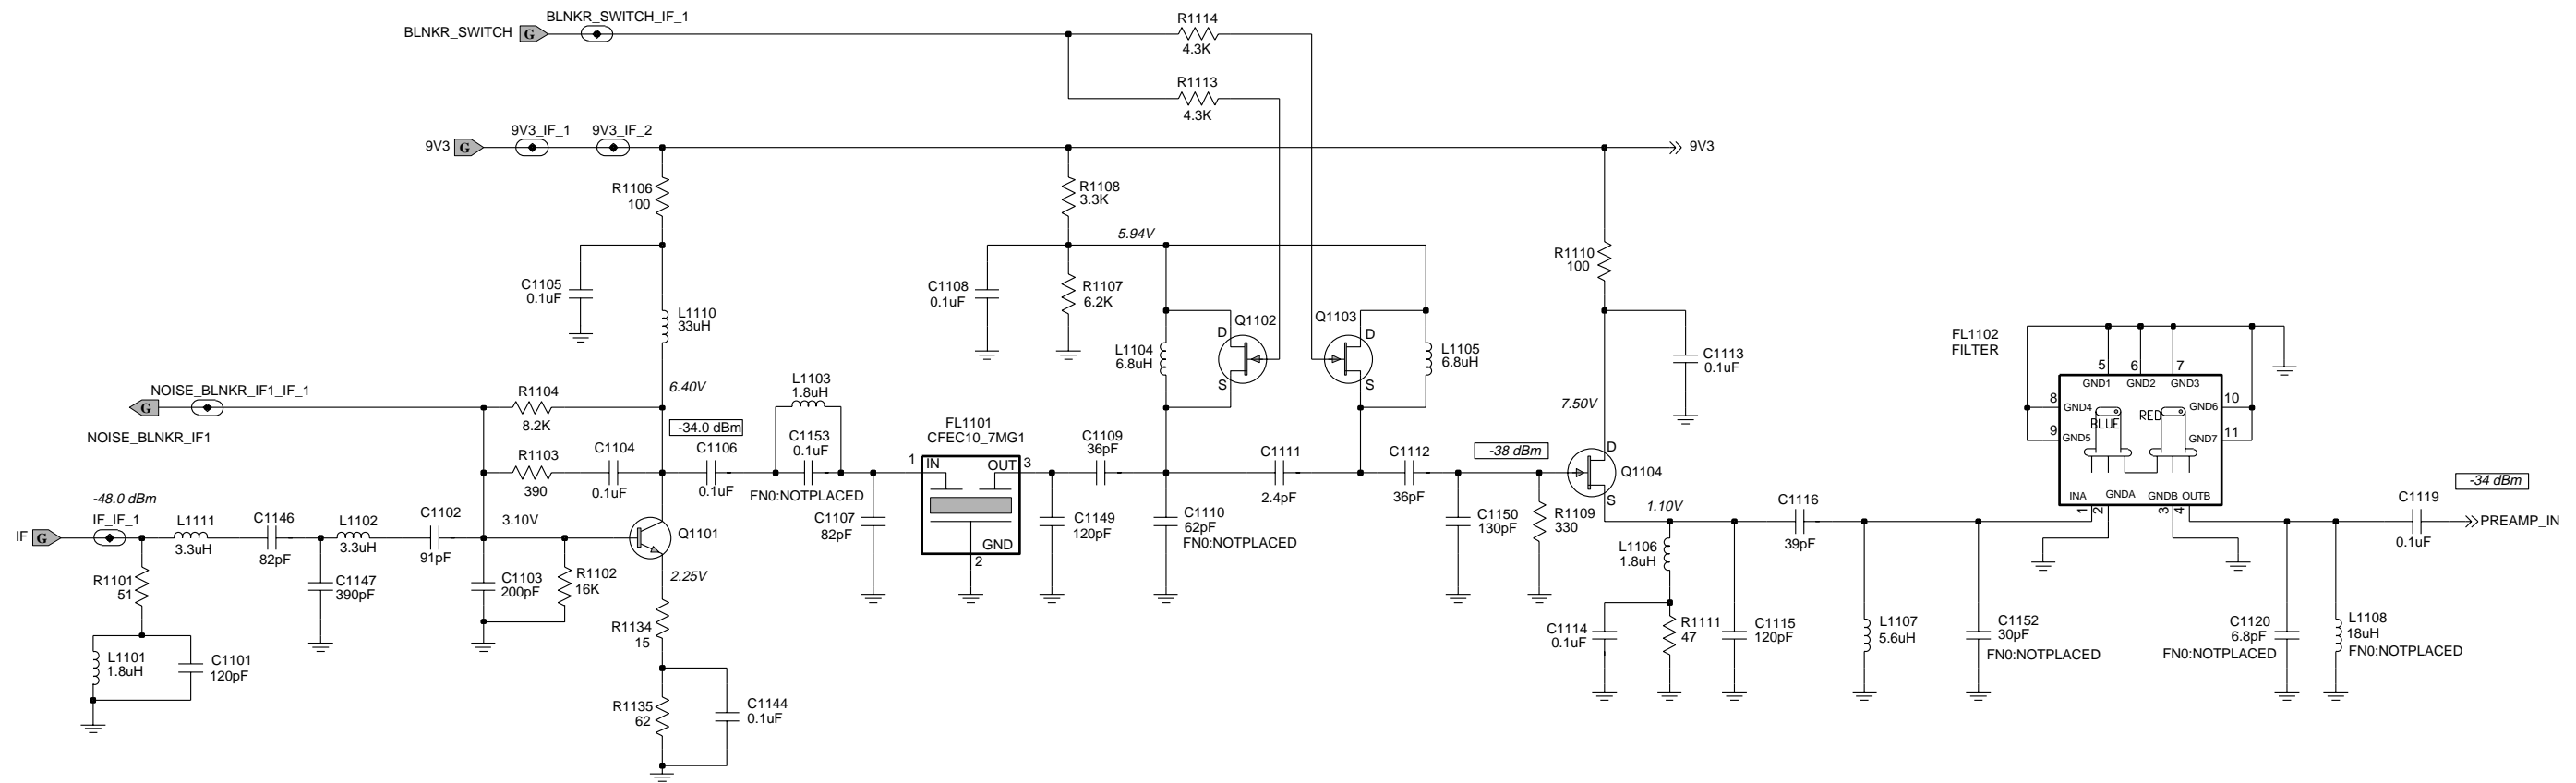 BLNKR_SWITCH
G
BLNKR_SWITCH_IF_1
R1114
4.3K
R1113
4.3K
9V3
G
9V3_IF_1
9V3_IF_2
9V3
R1106
100
R1108
3.3K
5.94V
C1105
0.1uF
L1110
33uH
C1108
0.1uF
R1107
6.2K
Q1102
D
S
L1104
6.8uH
Q1103
D
S
L1105
6.8uH
R1110
100
C1113
0.1uF
7.50V
FL1102
FILTER
5
6
7
GND1
GND2
GND3
8
GND4
9
GND5
BLUE
RED
GND6
10
GND7
11
INA
GNDA
GNDB
OUTB
1
2
3
4
G
NOISE_BLNKR_IF1_IF_1
NOISE_BLNKR_IF1
R1104
8.2K
6.40V
-34.0 dBm
R1103
390
C1104
0.1uF
C1106
0.1uF
L1103
1.8uH
C1153
0.1uF
FN0:NOTPLACED
C1107
82pF
FL1101
CFEC10_7MG1
1
IN
OUT
3
GND
2
C1149
120pF
C1109
36pF
C1110
62pF
FN0:NOTPLACED
C1111
2.4pF
C1112
36pF
-38 dBm
C1150
130pF
R1109
330
D
Q1104
S
1.10V
L1106
1.8uH
C1114
0.1uF
R1111
47
C1115
120pF
C1116
39pF
L1107
5.6uH
C1152
30pF
FN0:NOTPLACED
C1120
6.8pF
FN0:NOTPLACED
L1108
18uH
FN0:NOTPLACED
-34 dBm
C1119
0.1uF
PREAMP_IN
-48.0 dBm
IF
G
IF_IF_1
L1111
3.3uH
C1146
82pF
L1102
3.3uH
C1102
91pF
3.10V
Q1101
2.25V
R1101
51
C1147
390pF
C1103
200pF
R1102
16K
R1134
15
L1101
1.8uH
C1101
120pF
R1135
62
C1144
0.1uF